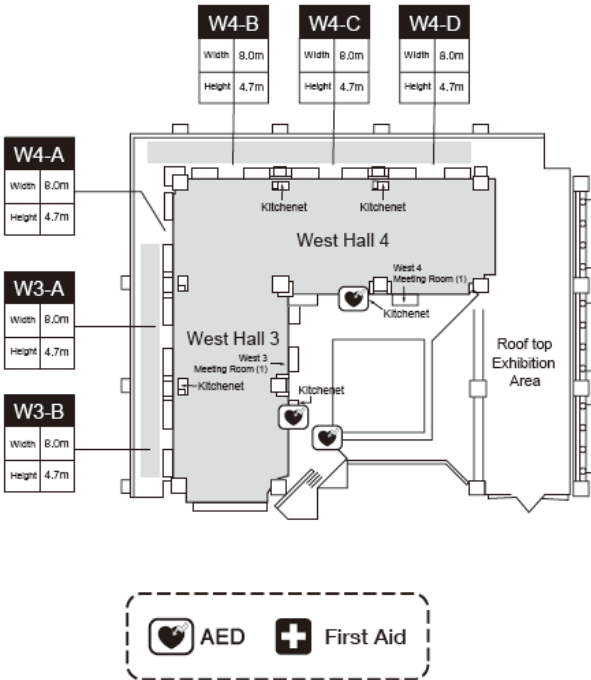 W4-B
Width 8.0m
Height 4.7m
W4-C
Width 8.0m
Height 4.7m
W4-D
Width 8.0m
Height 4.7m
W4-A
Width 8.0m
Height 4.7m
W3-A
Width 8.0m
Height 4.7m
W3-B
Width 8.0m
Height 4.7m
Kitchenet
Kitchenet
West Hall 4
West 4
Meeting Room (1)
Kitchenet
West Hall 3
West 3
Meeting Room (1)
Kitchenet
Kitchenet
Roof top
Exhibition
Area
AED
First Aid